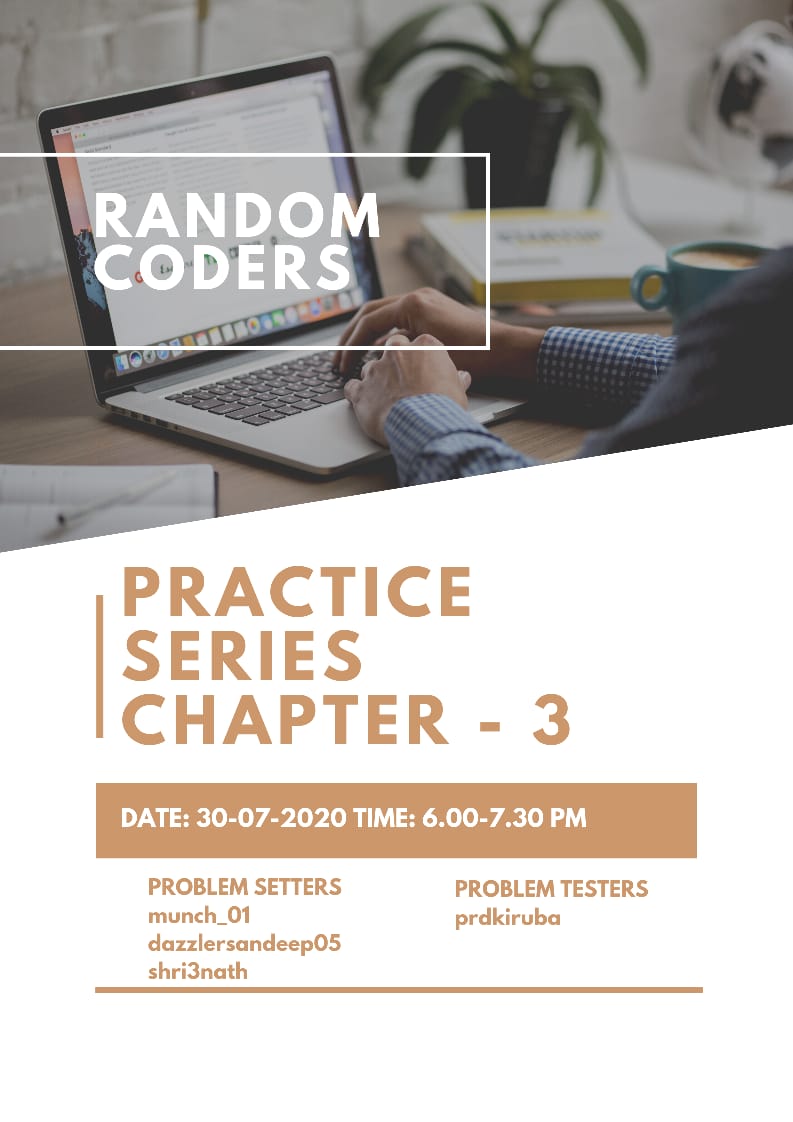 RANDOM
CODERS
PRACTICE
SERIES
CHAPTER - 3
DATE: 30-07-2020 TIME: 6.00-7.30 PM
PROBLEM SETTERS
munch_01
dazzlersandeep05
shri3nath
PROBLEM TESTERS
prdkiruba